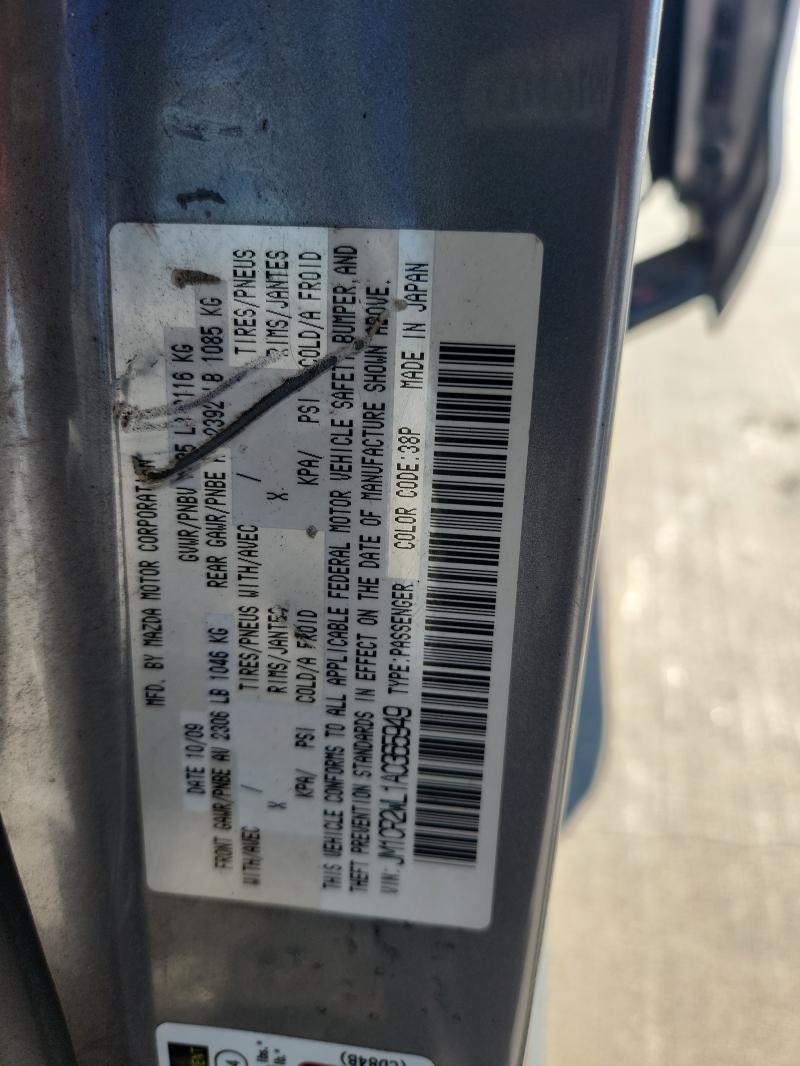 MFD. BY MAZDA MOTOR CORPORATION
DATE 10/09 GVWR/PNBV KG
FRONT GAWR/PNBE AV 2306 LB 1046 KG REAR GAWR/PNBE LB 1085 KG
WITH/AVEC / TIRES/PNEUS WITH/AVEC / TIRES/PNEUS
X RIMS/JANTES X RIMS/JANTES
KPA/ PSI COLD/A FROID KPA/ PSI COLD/A FROID
THIS VEHICLE CONFORMS TO ALL APPLICABLE FEDERAL MOTOR VEHICLE SAFETY BUMPER, AND
THEFT PREVENTION STANDARDS IN EFFECT ON THE DATE OF MANUFACTURE SHOWN ABOVE.
VIN: JM1CR2WL1A0365949 TYPE:PASSENGER COLOR CODE:38P MADE IN JAPAN
(CD84B)